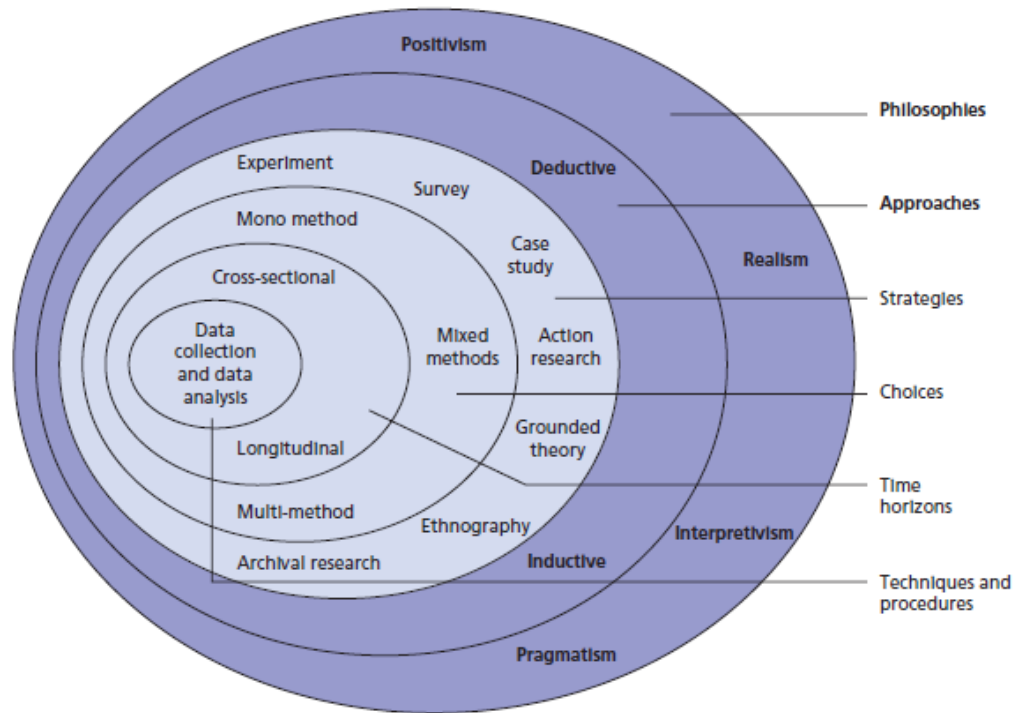 Positivism
Philosophies
Experiment
Deductive
Survey
Approaches
Mono method
Case
study
Realism
Cross-sectional
Strategies
Data
collection
and data
analysis
Mixed
methods
Action
research
Choices
Grounded
theory
Longitudinal
Time
horizons
Multi-method
Ethnography
Interpretivism
Archival research
Inductive
Techniques and
procedures
Pragmatism